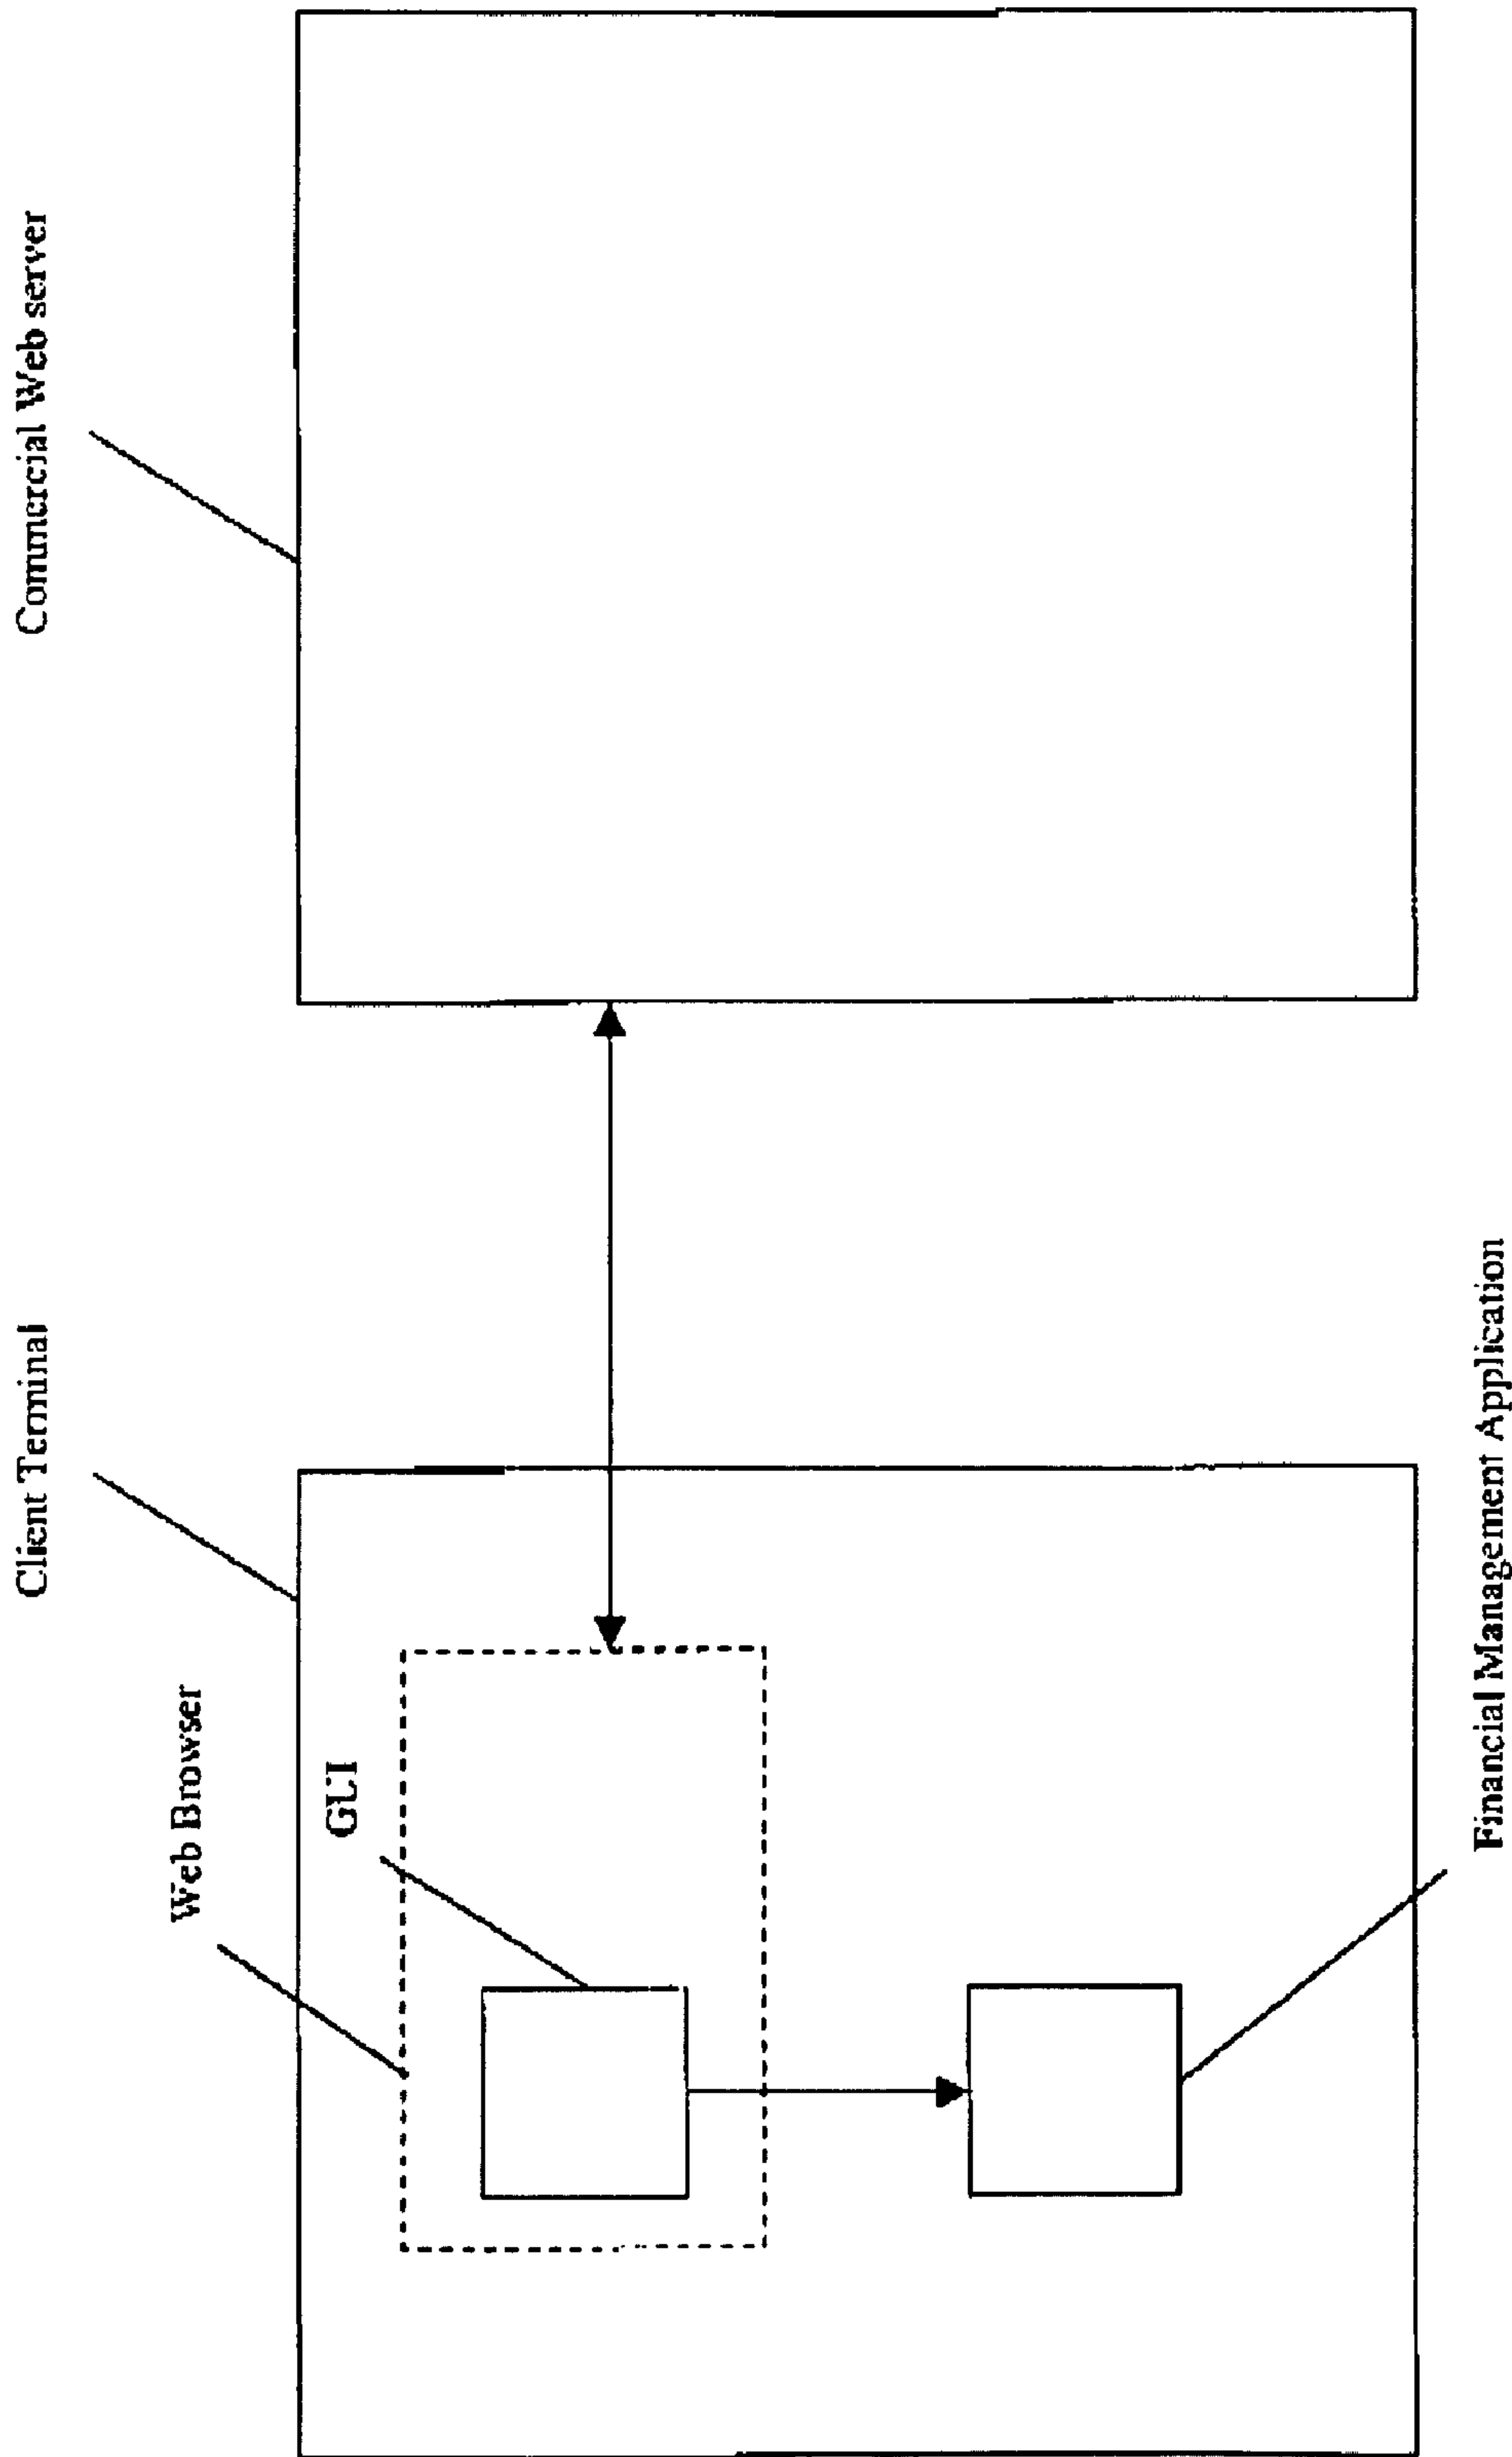 Client Terminal
Commercial Web server
Web Browser
GUI
Financial Management Application